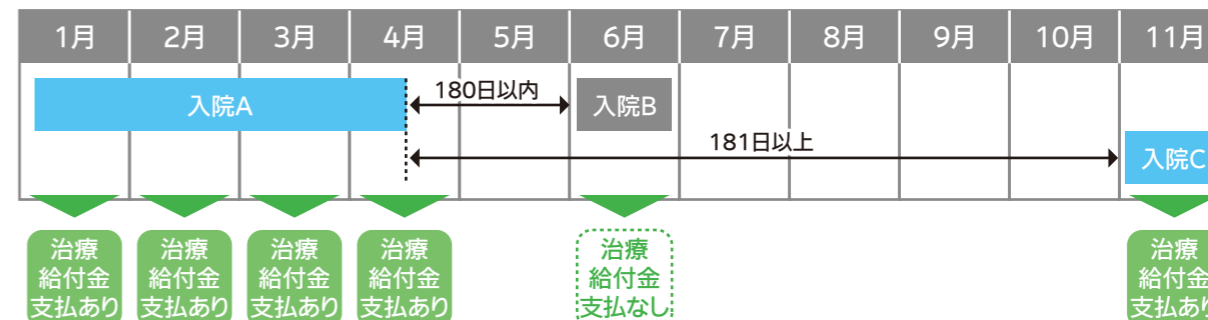 1月 2月 3月 4月 5月 6月 7月 8月 9月 10月 11月
入院A
180日以内
入院B
181日以上
入院C
治療
給付金
支払あり
治療
給付金
支払あり
治療
給付金
支払あり
治療
給付金
支払あり
治療
給付金
支払なし
治療
給付金
支払あり